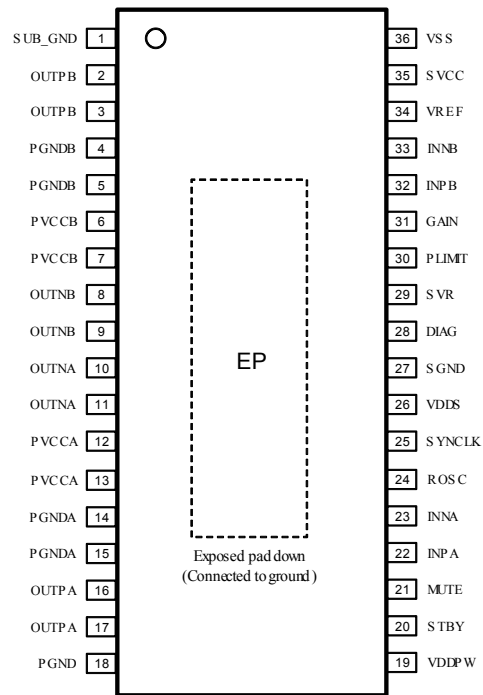 SUB_GND 1 36 VSS
OUTPB 2 35 SVCC
OUTPB 3 34 VREF
PGNDB 4 33 INNB
PGNDB 5 32 INPB
PVCCB 6 31 GAIN
PVCCB 7 30 PLIMIT
OUTNB 8 29 SVR
OUTNB 9 28 DIAG
OUTNA 10 27 SGND
OUTNA 11 26 VDDS
PVCCA 12 25 SYNCLK
PVCCA 13 24 ROSC
PGNDA 14 23 INNA
PGNDA 15 22 INPA
OUTPA 16 21 MUTE
OUTPA 17 20 STBY
PGND 18 19 VDDPW
EP
Exposed pad down
(Connected to ground)